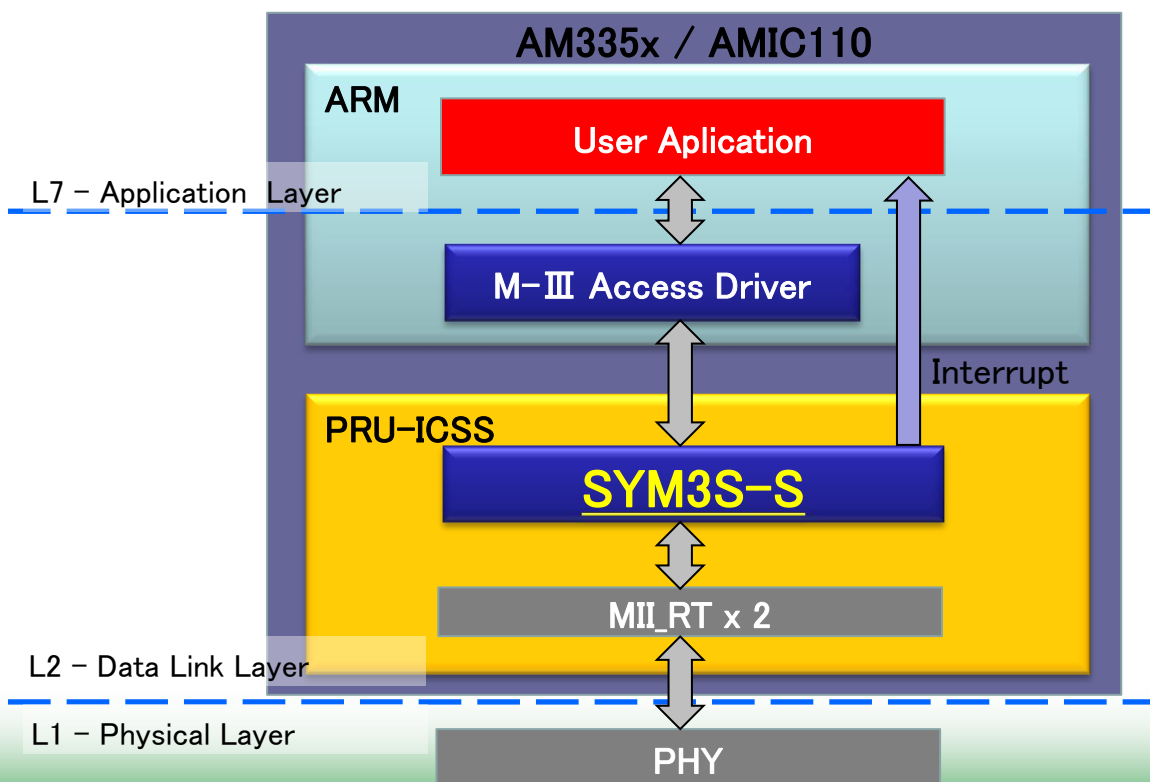 AM335x / AMIC110
ARM
User Aplication
L7 - Application Layer
M-Ⅲ Access Driver
Interrupt
PRU-ICSS
SYM3S-S
MII_RT x 2
L2 - Data Link Layer
L1 - Physical Layer
PHY